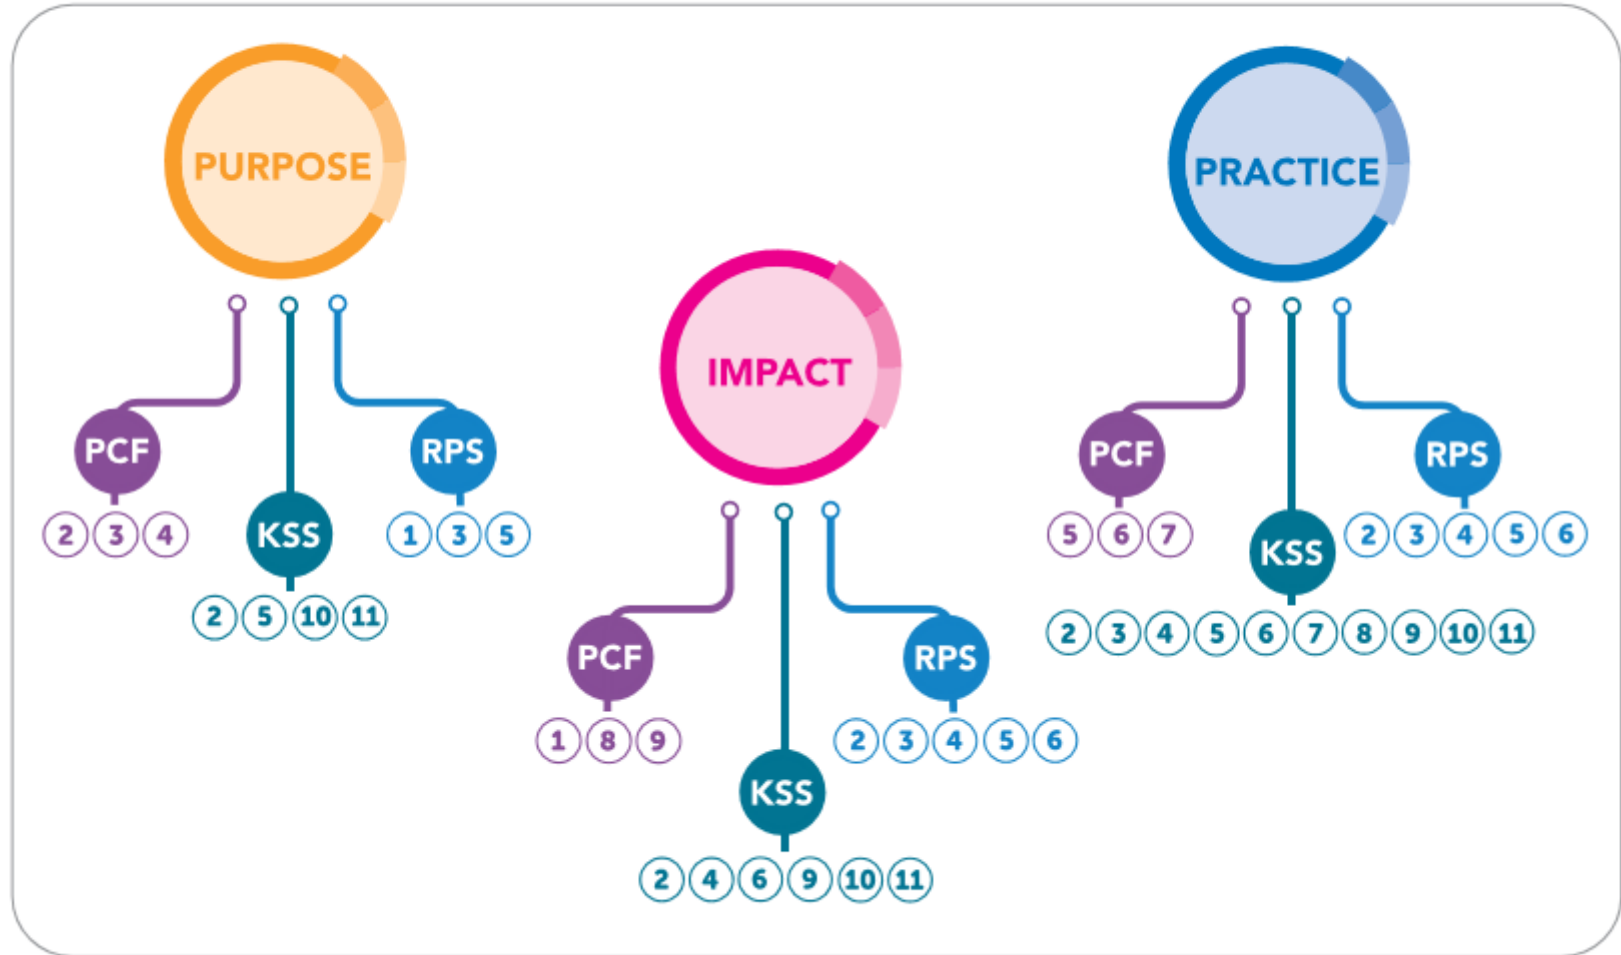 PURPOSE
PCF
2 3 4
KSS
2 5 10 11
RPS
1 3 5
IMPACT
PCF
1 8 9
KSS
2 4 6 9 10 11
RPS
2 3 4 5 6
PRACTICE
PCF
5 6 7
KSS
2 3 4 5 6 7 8 9 10 11
RPS
2 3 4 5 6